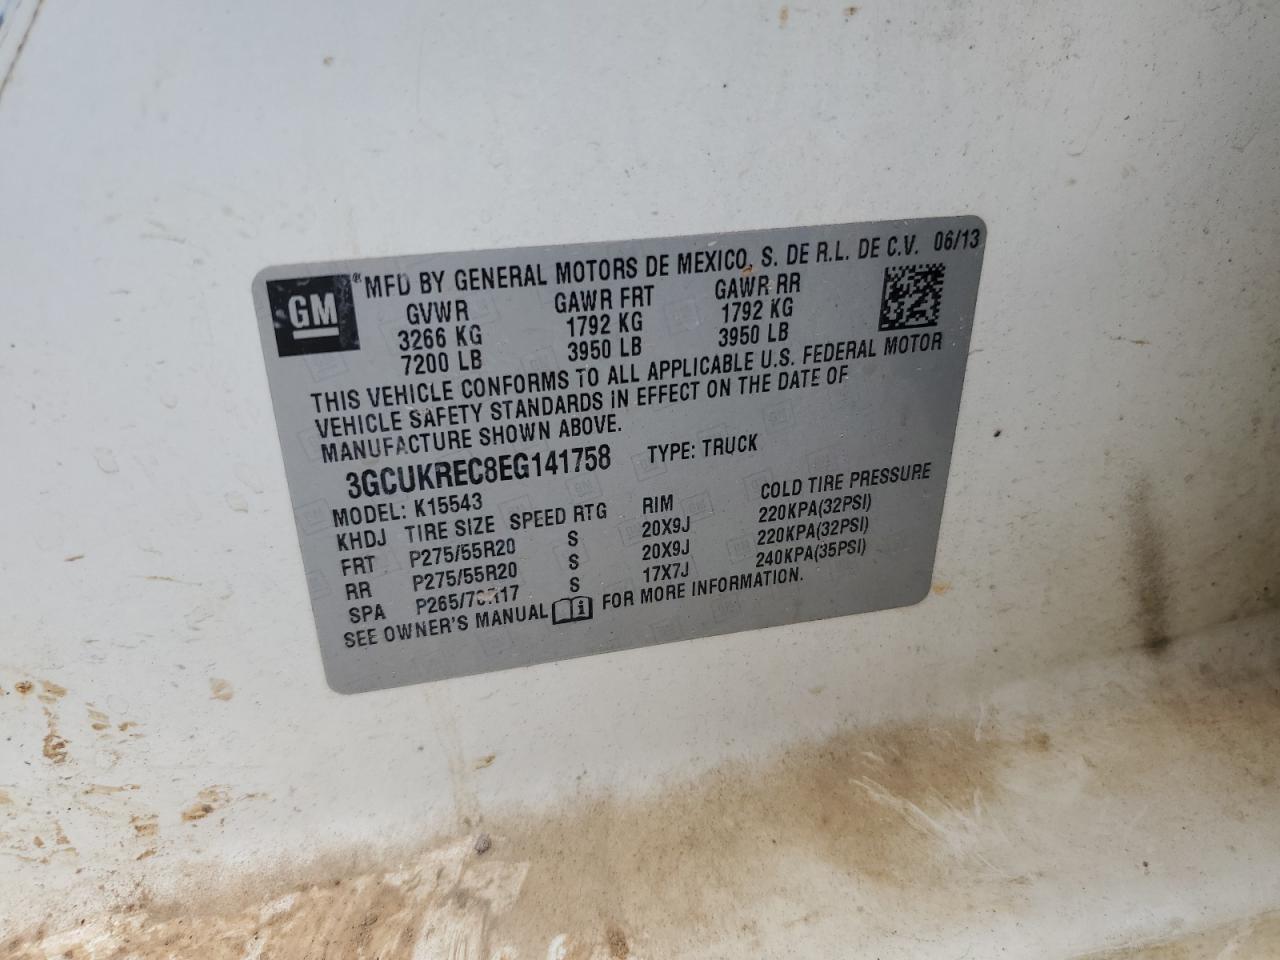 GM ® MFD BY GENERAL MOTORS DE MEXICO, S. DE R.L. DE C.V. 06/13
GVWR GAWR FRT GAWR RR
3266 KG 1792 KG 1792 KG
7200 LB 3950 LB 3950 LB
THIS VEHICLE CONFORMS TO ALL APPLICABLE U.S. FEDERAL MOTOR
VEHICLE SAFETY STANDARDS IN EFFECT ON THE DATE OF
MANUFACTURE SHOWN ABOVE.
3GCUKREC8EG141758 TYPE: TRUCK
MODEL: K15543
KHDJ TIRE SIZE SPEED RTG RIM COLD TIRE PRESSURE
FRT P275/55R20 S 20X9J 220KPA(32PSI)
RR P275/55R20 S 20X9J 220KPA(32PSI)
SPA P265/70R17 S 17X7J 240KPA(35PSI)
SEE OWNER'S MANUAL FOR MORE INFORMATION.